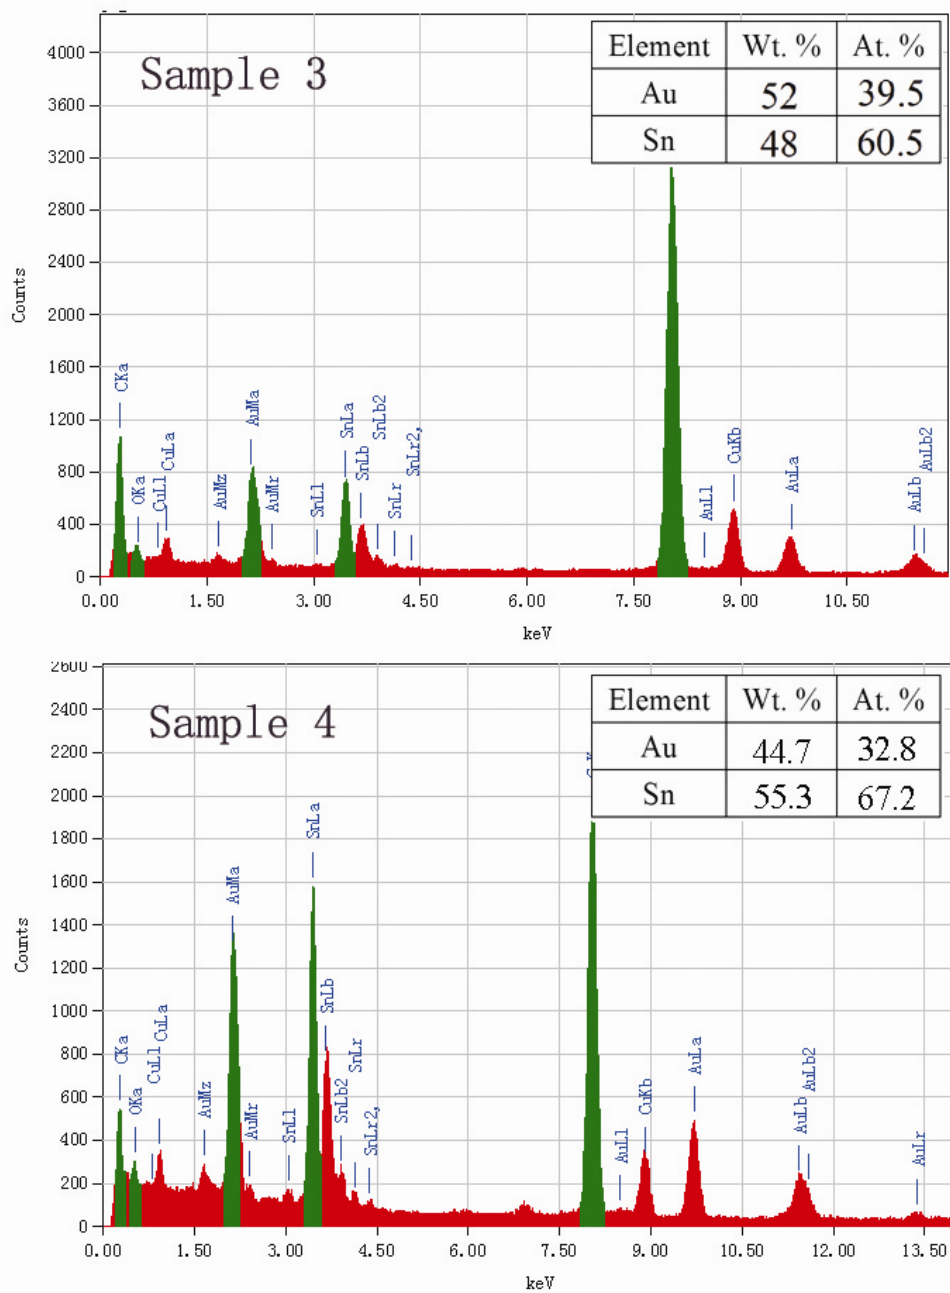 Sample 3
Element Wt. % At. %
Au 52 39.5
Sn 48 60.5
4000
3600
3200
2800
2400
2000
1600
1200
800
400
0
Counts
CKa
OKa
CuLl
CuLa
AuMz
AuMa
AuMr
SnLl
SnLa
SnLb
SnLb2
SnLr
SnLr2,
AuLl
CuKb
AuLa
AuLb
AuLb2
0.00 1.50 3.00 4.50 6.00 7.50 9.00 10.50
keV
Sample 4
Element Wt. % At. %
Au 44.7 32.8
Sn 55.3 67.2
2600
2400
2200
2000
1800
1600
1400
1200
1000
800
600
400
200
0
Counts
CKa
OKa
CuLl
CuLa
AuMz
AuMa
AuMr
SnLl
SnLa
SnLb
SnLb2
SnLr
SnLr2,
AuLl
CuKb
AuLa
AuLb
AuLb2
AuLr
0.00 1.50 3.00 4.50 6.00 7.50 9.00 10.50 12.00 13.50
keV